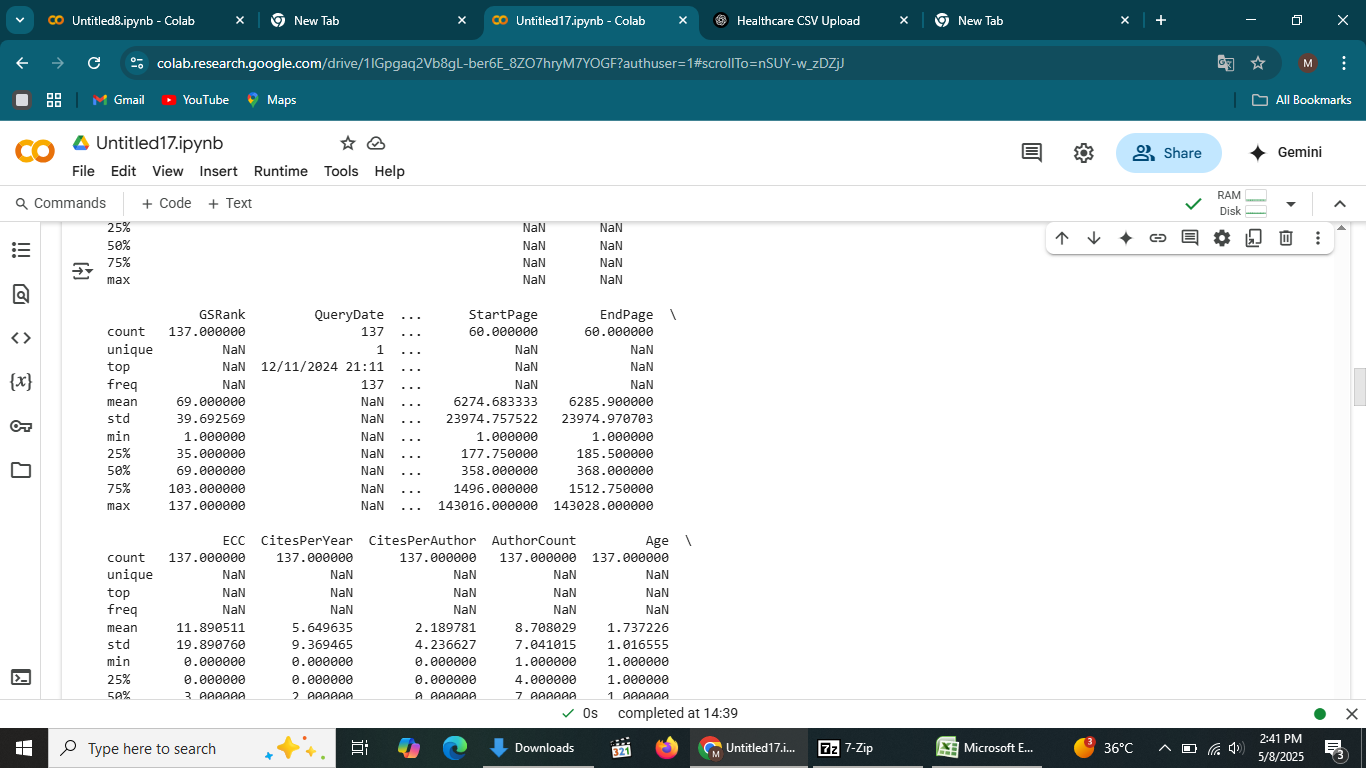 Untitled8.ipynb - Colab
New Tab
Untitled17.ipynb - Colab
Healthcare CSV Upload
New Tab
colab.research.google.com/drive/1IGpgaq2Vb8gL-ber6E_8ZO7hryM7YOGF?authuser=1#scrollTo=nSUY-w_zDZjJ
M
Gmail
YouTube
Maps
All Bookmarks
Untitled17.ipynb
File Edit View Insert Runtime Tools Help
Share
Gemini
Commands + Code + Text
RAM
Disk
25% NaN NaN
50% NaN NaN
75% NaN NaN
max NaN NaN
GSRank QueryDate ... StartPage EndPage \
count 137.000000 137 ... 60.000000 60.000000
unique NaN 1 ... NaN NaN
top NaN 12/11/2024 21:11 ... NaN NaN
freq NaN 137 ... NaN NaN
mean 69.000000 NaN ... 6274.683333 6285.900000
std 39.692569 NaN ... 23974.757522 23974.970703
min 1.000000 NaN ... 1.000000 1.000000
25% 35.000000 NaN ... 177.750000 185.500000
50% 69.000000 NaN ... 358.000000 368.000000
75% 103.000000 NaN ... 1496.000000 1512.750000
max 137.000000 NaN ... 143016.000000 143028.000000
ECC CitesPerYear CitesPerAuthor AuthorCount Age \
count 137.000000 137.000000 137.000000 137.000000 137.000000
unique NaN NaN NaN NaN NaN
top NaN NaN NaN NaN NaN
freq NaN NaN NaN NaN NaN
mean 11.890511 5.649635 2.189781 8.708029 1.737226
std 19.890760 9.369465 4.236627 7.041015 1.016555
min 0.000000 0.000000 0.000000 1.000000 1.000000
25% 0.000000 0.000000 0.000000 4.000000 1.000000
50% 3.000000 2.000000 0.000000 7.000000 1.000000
0s completed at 14:39
Type here to search
Downloads
321
M
Untitled17.i...
7z
7-Zip
Microsoft E...
3
36°C
2:41 PM
5/8/2025
3